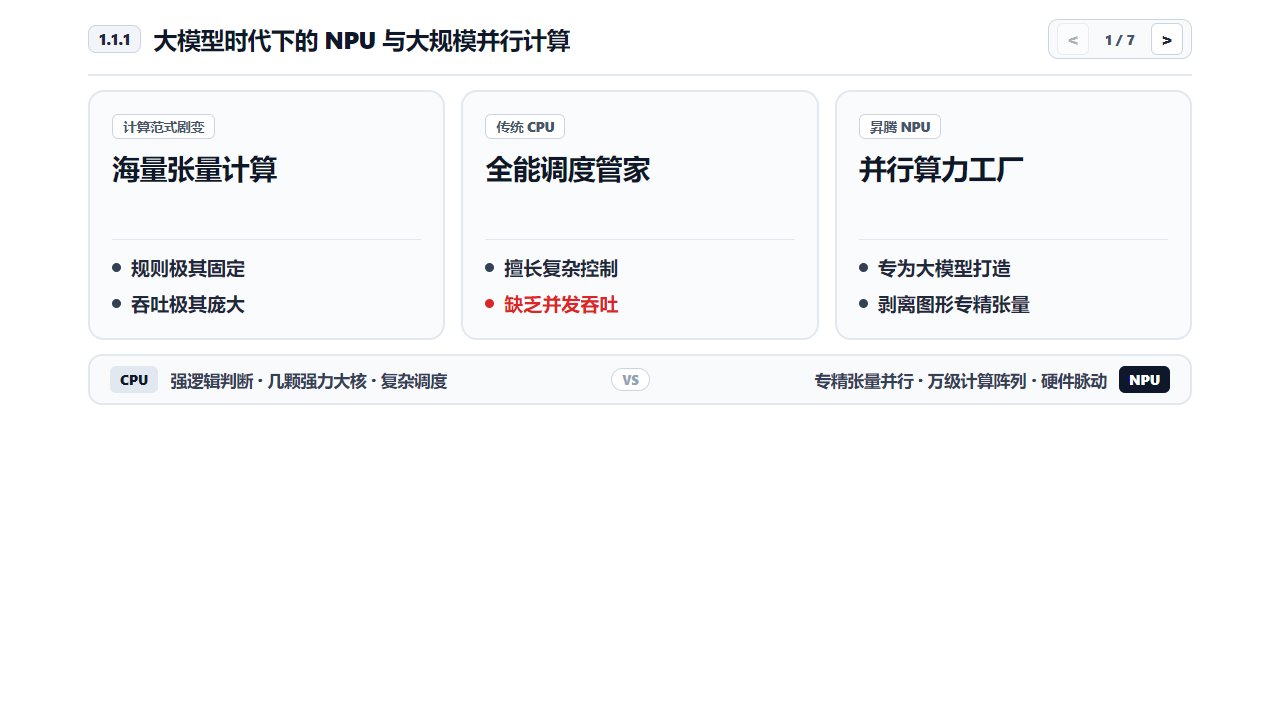 1.1.1 大模型时代下的 NPU 与大规模并行计算
< 1 / 7 >
计算范式剧变
海量张量计算
规则极其固定
吞吐极其庞大
传统 CPU
全能调度管家
擅长复杂控制
缺乏并发吞吐
昇腾 NPU
并行算力工厂
专为大模型打造
剥离图形专精张量
CPU 强逻辑判断 · 几颗强力大核 · 复杂调度
VS
专精张量并行 · 万级计算阵列 · 硬件脉动 NPU